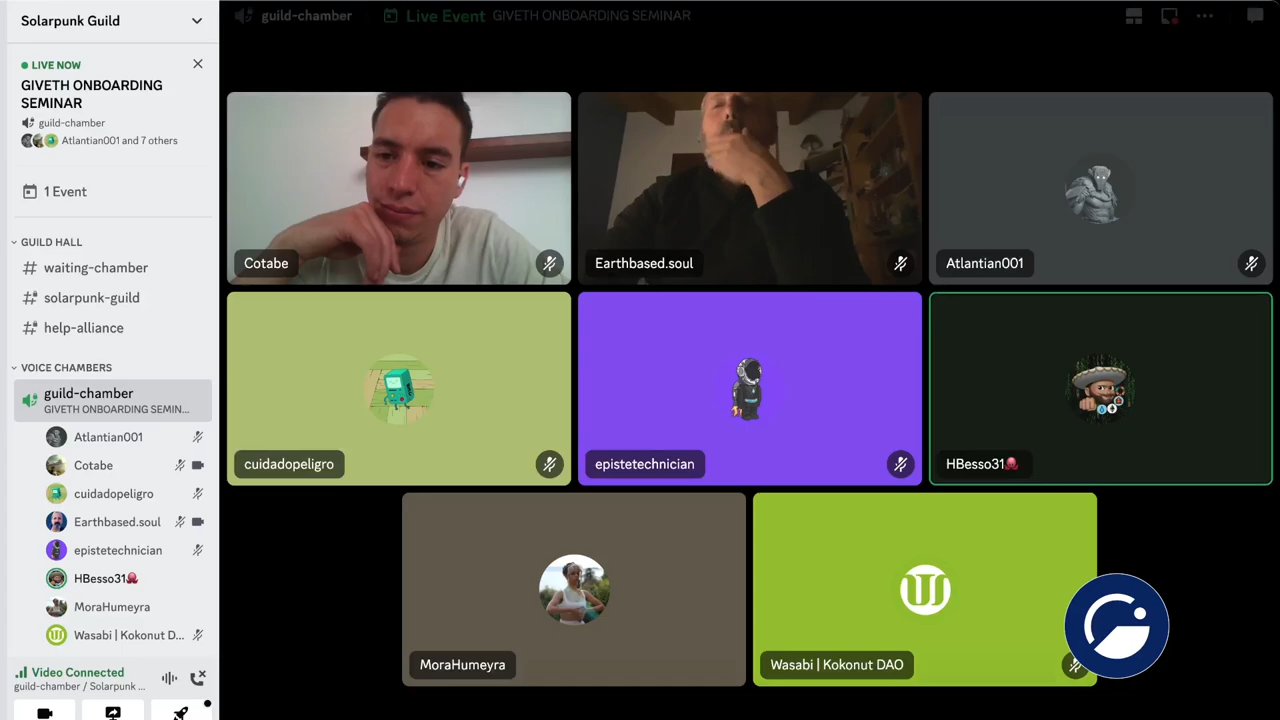 Solarpunk Guild
LIVE NOW
GIVETH ONBOARDING
SEMINAR
guild-chamber
Atlantian001 and 7 others
1 Event
GUILD HALL
waiting-chamber
solarpunk-guild
help-alliance
VOICE CHAMBERS
guild-chamber
GIVETH ONBOARDING SEMIN...
Atlantian001
Cotabe
cuidadopeligro
Earthbased.soul
epistetechnician
HBesso31🐙
MoraHumeyra
Wasabi | Kokonut D...
Video Connected
guild-chamber / Solarpunk ...
guild-chamber Live Event GIVETH ONBOARDING SEMINAR
Cotabe
Earthbased.soul
Atlantian001
cuidadopeligro
epistetechnician
HBesso31🐙
MoraHumeyra
Wasabi | Kokonut DAO